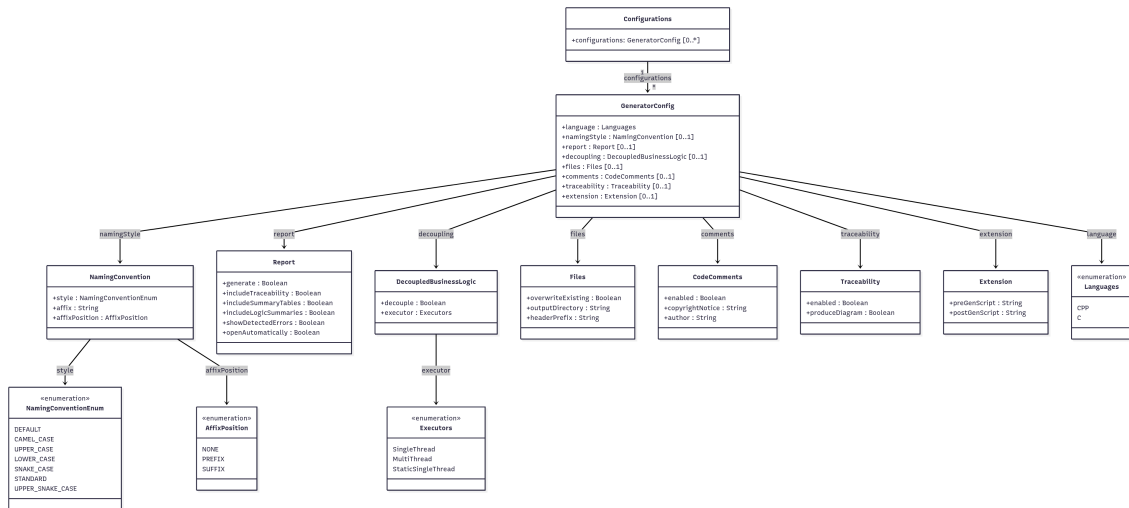 Configurations
+configurations: GeneratorConfig [0..*]
configurations
GeneratorConfig
+language : Languages
+namingStyle : NamingConvention [0..1]
+report : Report [0..1]
+decoupling : DecoupledBusinessLogic [0..1]
+files : Files [0..1]
+comments : CodeComments [0..1]
+traceability : Traceability [0..1]
+extension : Extension [0..1]
namingStyle
report
decoupling
files
comments
traceability
extension
language
NamingConvention
+style : NamingConventionEnum
+affix : String
+affixPosition : AffixPosition
Report
+generate : Boolean
+includeTraceability : Boolean
+includeSummaryTables : Boolean
+includeLogicSummaries : Boolean
+showDetectedErrors : Boolean
+openAutomatically : Boolean
DecoupledBusinessLogic
+decouple : Boolean
+executor : Executors
Files
+overwriteExisting : Boolean
+outputDirectory : String
+headerPrefix : String
CodeComments
+enabled : Boolean
+copyrightNotice : String
+author : String
Traceability
+enabled : Boolean
+produceDiagram : Boolean
Extension
+preGenScript : String
+postGenScript : String
«enumeration»
Languages
CPP
C
style
affixPosition
executor
«enumeration»
NamingConventionEnum
DEFAULT
CAMEL_CASE
UPPER_CASE
LOWER_CASE
SNAKE_CASE
STANDARD
UPPER_SNAKE_CASE
«enumeration»
AffixPosition
NONE
PREFIX
SUFFIX
«enumeration»
Executors
SingleThread
MultiThread
StaticSingleThread